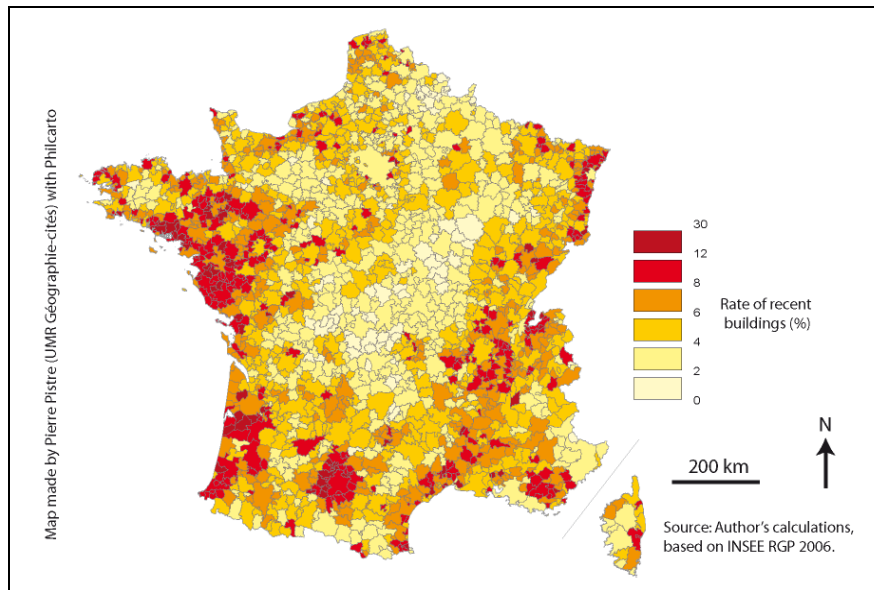 Map made by Pierre Pistre (UMR Géographie-cités) with Philcarto
30
12
8
6
4
2
0
Rate of recent
buildings (%)
N
200 km
Source: Author's calculations,
based on INSEE RGP 2006.